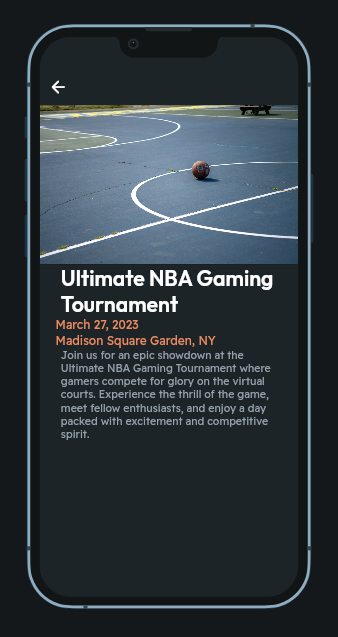 Ultimate NBA Gaming
Tournament
March 27, 2023
Madison Square Garden, NY
Join us for an epic showdown at the
Ultimate NBA Gaming Tournament where
gamers compete for glory on the virtual
courts. Experience the thrill of the game,
meet fellow enthusiasts, and enjoy a day
packed with excitement and competitive
spirit.